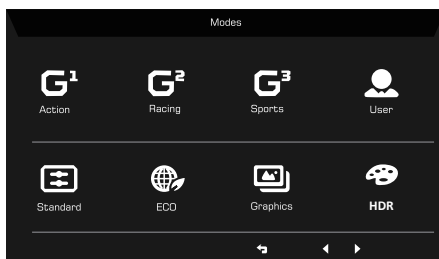 Modes
G1 G2 G3
Action Racing Sports User
Standard ECO Graphics HDR